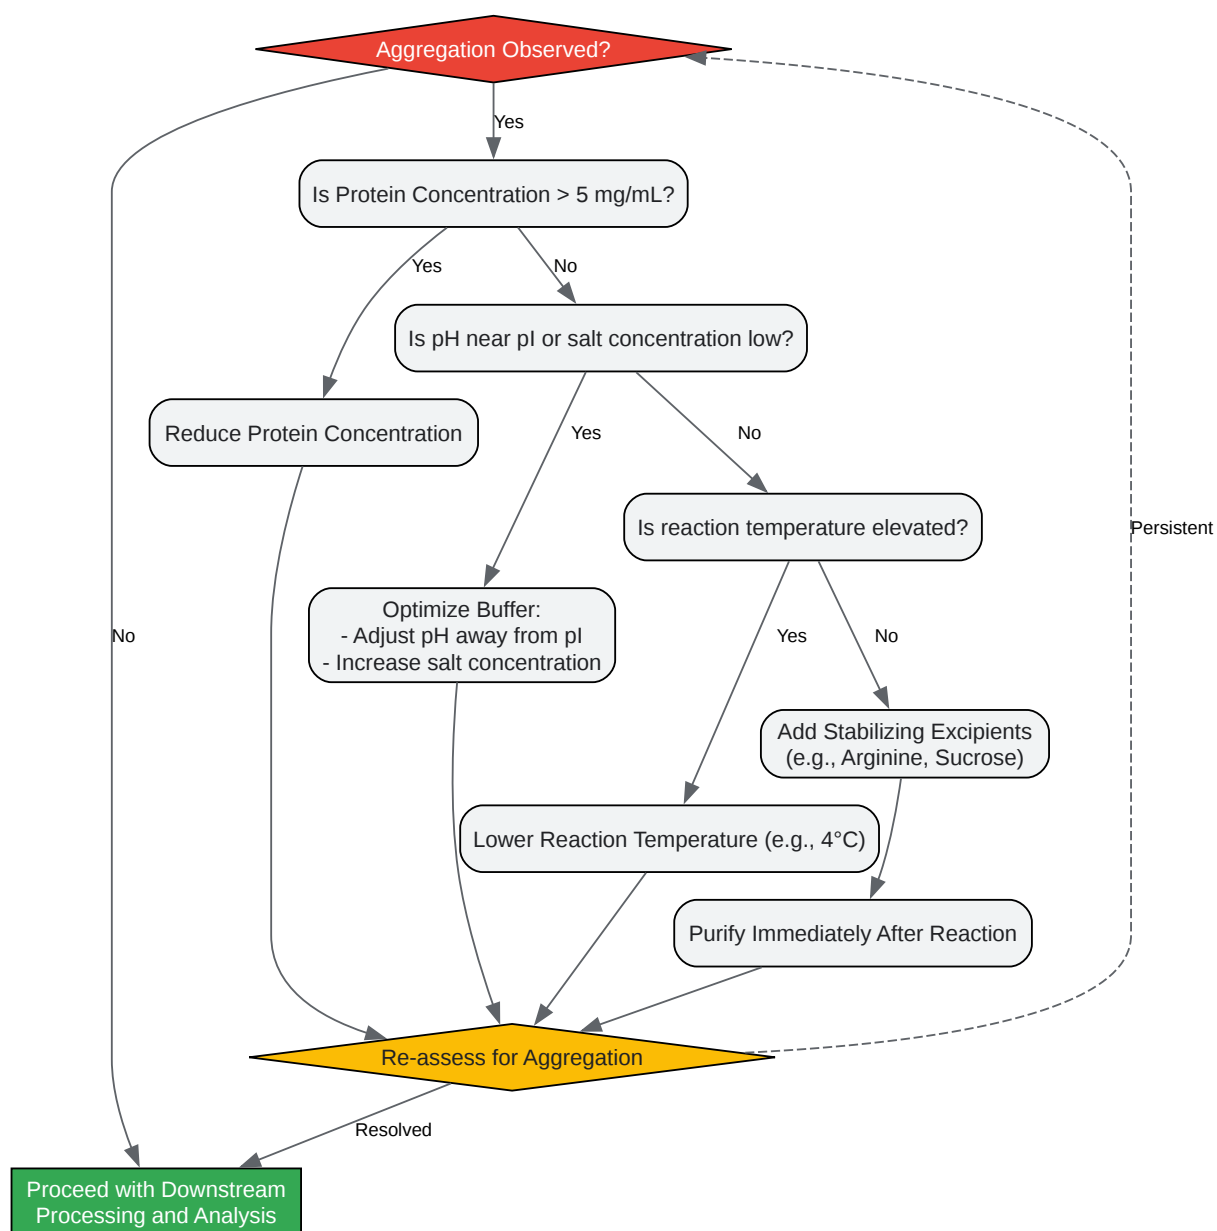 Aggregation Observed?
Yes
Is Protein Concentration > 5 mg/mL?
Yes
No
Is pH near pI or salt concentration low?
Reduce Protein Concentration
Yes
No
Is reaction temperature elevated?
Persistent
Optimize Buffer:
- Adjust pH away from pI
- Increase salt concentration
No
Yes
No
Add Stabilizing Excipients
(e.g., Arginine, Sucrose)
Lower Reaction Temperature (e.g., 4°C)
Purify Immediately After Reaction
Re-assess for Aggregation
Resolved
Proceed with Downstream
Processing and Analysis